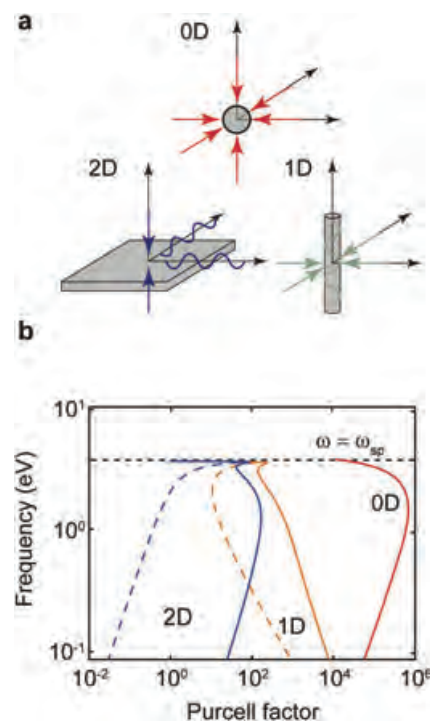 a
0D
2D
1D
b
10¹
ω = ω_sp
0D
10⁰
2D
1D
10⁻¹
10⁻² 10⁰ 10² 10⁴ 10⁶
Frequency (eV)
Purcell factor